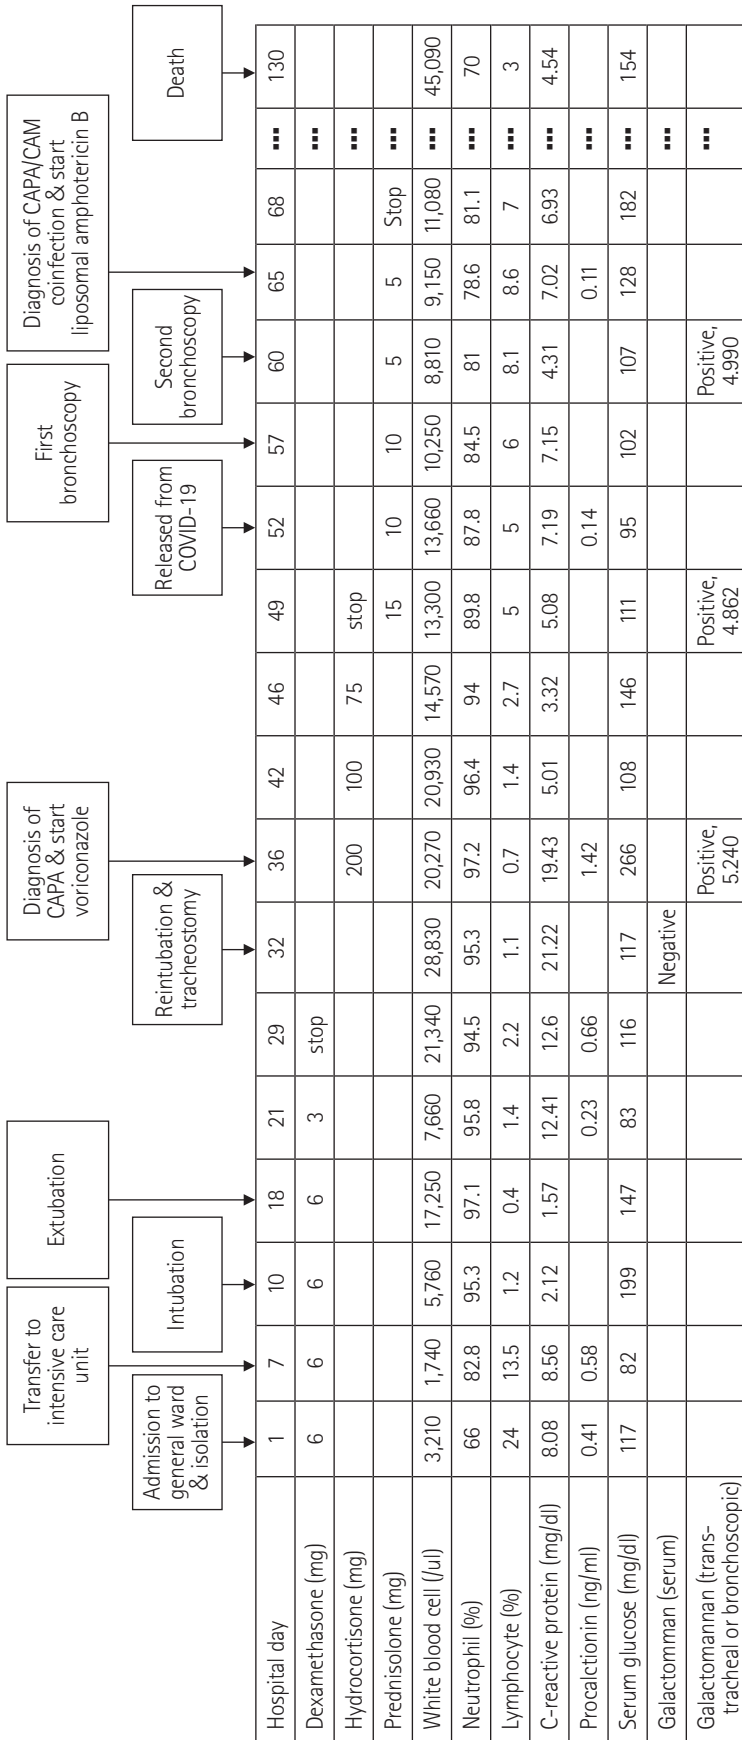 Transfer to
intensive care
unit
Extubation
Diagnosis of
CAPA & start
voriconazole
First
bronchoscopy
Diagnosis of CAPA/CAM
coinfection & start
liposomal amphotericin B
Admission to
general ward
& isolation
Intubation
Reintubation &
tracheostomy
Released from
COVID-19
Second
bronchoscopy
Death
Hospital day 1 7 10 18 21 29 32 36 42 46 49 52 57 60 65 68 ... 130
Dexamethasone (mg) 6 6 6 6 3 stop ...
Hydrocortisone (mg) 200 100 75 stop ...
Prednisolone (mg) 15 10 10 5 5 Stop ...
White blood cell (/ul) 3,210 1,740 5,760 17,250 7,660 21,340 28,830 20,270 20,930 14,570 13,300 13,660 10,250 8,810 9,150 11,080 ... 45,090
Neutrophil (%) 66 82.8 95.3 97.1 95.8 94.5 95.3 97.2 96.4 94 89.8 87.8 84.5 81 78.6 81.1 ... 70
Lymphocyte (%) 24 13.5 1.2 0.4 1.4 2.2 1.1 0.7 1.4 2.7 5 5 6 8.1 8.6 7 ... 3
C-reactive protein (mg/dl) 8.08 8.56 2.12 1.57 12.41 12.6 21.22 19.43 5.01 3.32 5.08 7.19 7.15 4.31 7.02 6.93 ... 4.54
Procalctionin (ng/ml) 0.41 0.58 0.23 0.66 1.42 0.14 0.11 ...
Serum glucose (mg/dl) 117 82 199 147 83 116 117 266 108 146 111 95 102 107 128 182 ... 154
Galactomman (serum) Negative ...
Galactomannan (trans-
tracheal or bronchoscopic) Positive,
5.240 Positive,
4.862 Positive,
4.990 ...